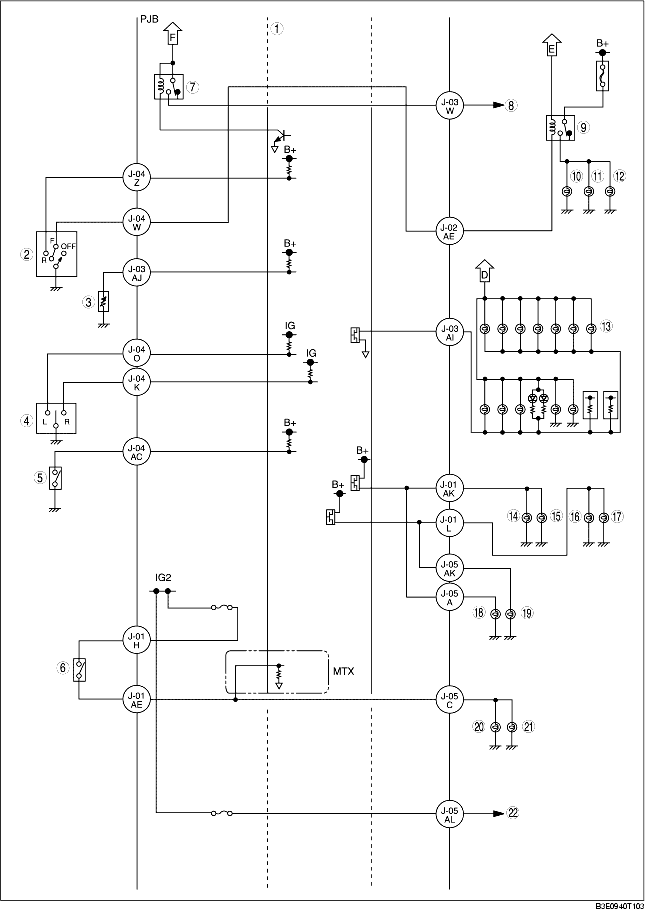 PJB
F
1
E
B+
7
J-03
W
8
9
B+
J-04
Z
10
11
12
J-04
W
2
F
OFF
R
J-02
AE
B+
J-03
AJ
D
3
IG
J-03
AI
13
J-04
O
IG
J-04
K
4
L
R
B+
J-04
AC
5
B+
B+
J-01
AK
14
15
16
17
J-01
L
J-05
AK
IG2
J-05
A
18
19
J-01
H
6
MTX
J-01
AE
J-05
C
20
21
J-05
AL
22
B3E0940T103